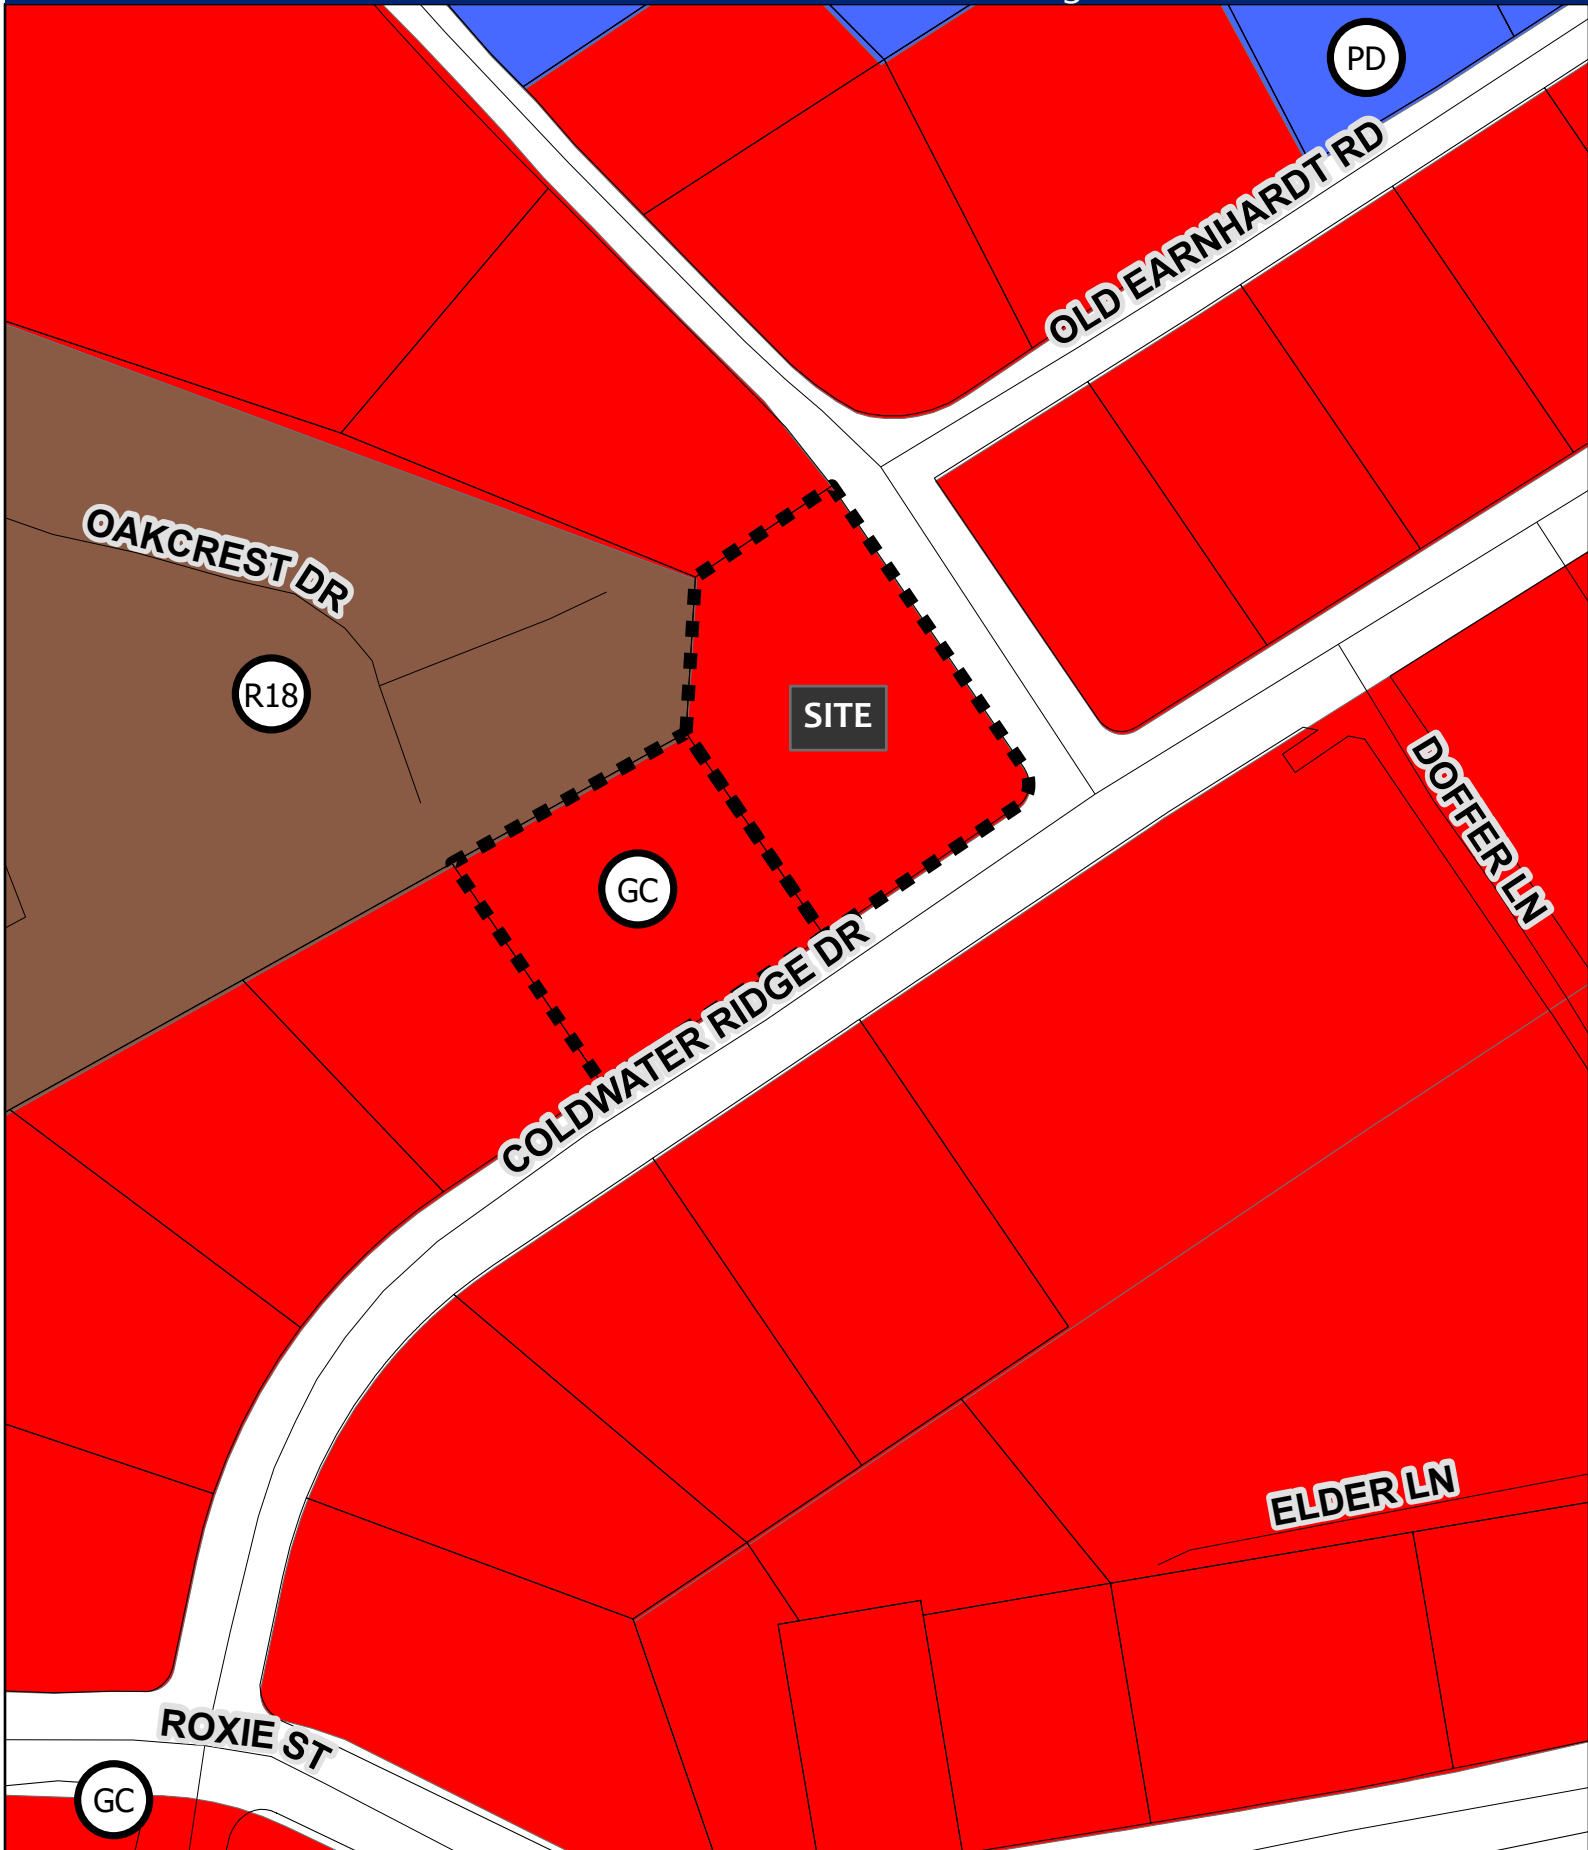 PD
OLD EARNHARDT RD
OAKCREST DR
R18
SITE
DOFFER LN
GC
COLDWATER RIDGE DR
ELDER LN
ROXIE ST
GC